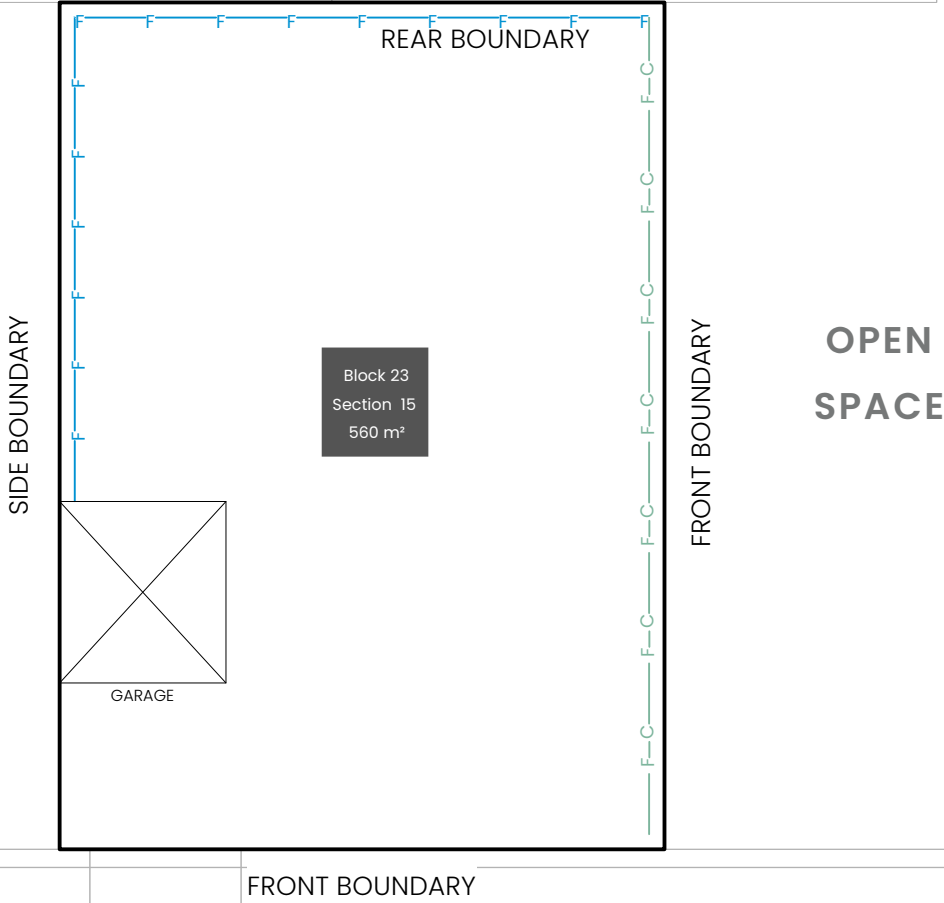 F F F F F F F F F
REAR BOUNDARY
F
F
F
F
F
F
F—C
F—C
F—C
F—C
F—C
F—C
F—C
SIDE BOUNDARY
Block 23
Section 15
560 m²
FRONT BOUNDARY
OPEN
SPACE
GARAGE
FRONT BOUNDARY